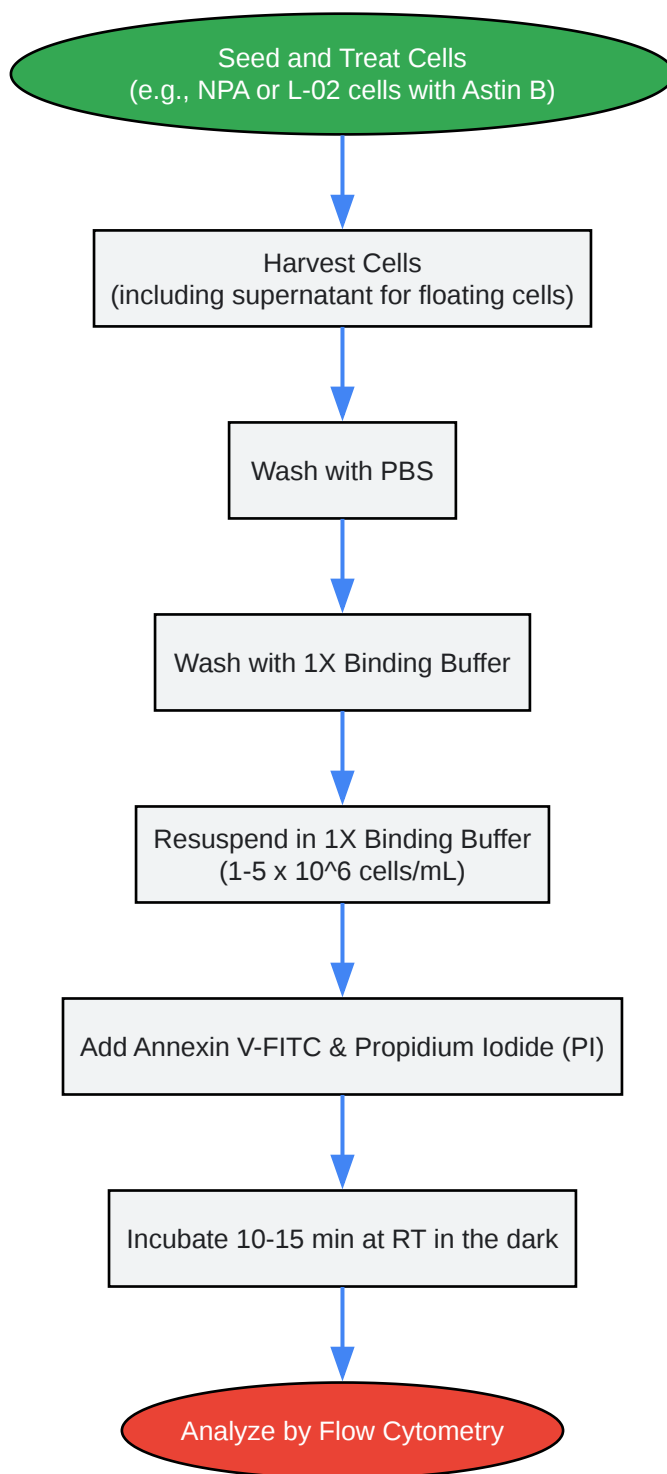 Seed and Treat Cells
(e.g., NPA or L-02 cells with Astin B)
Harvest Cells
(including supernatant for floating cells)
Wash with PBS
Wash with 1X Binding Buffer
Resuspend in 1X Binding Buffer
(1-5 x 10^6 cells/mL)
Add Annexin V-FITC & Propidium Iodide (PI)
Incubate 10-15 min at RT in the dark
Analyze by Flow Cytometry